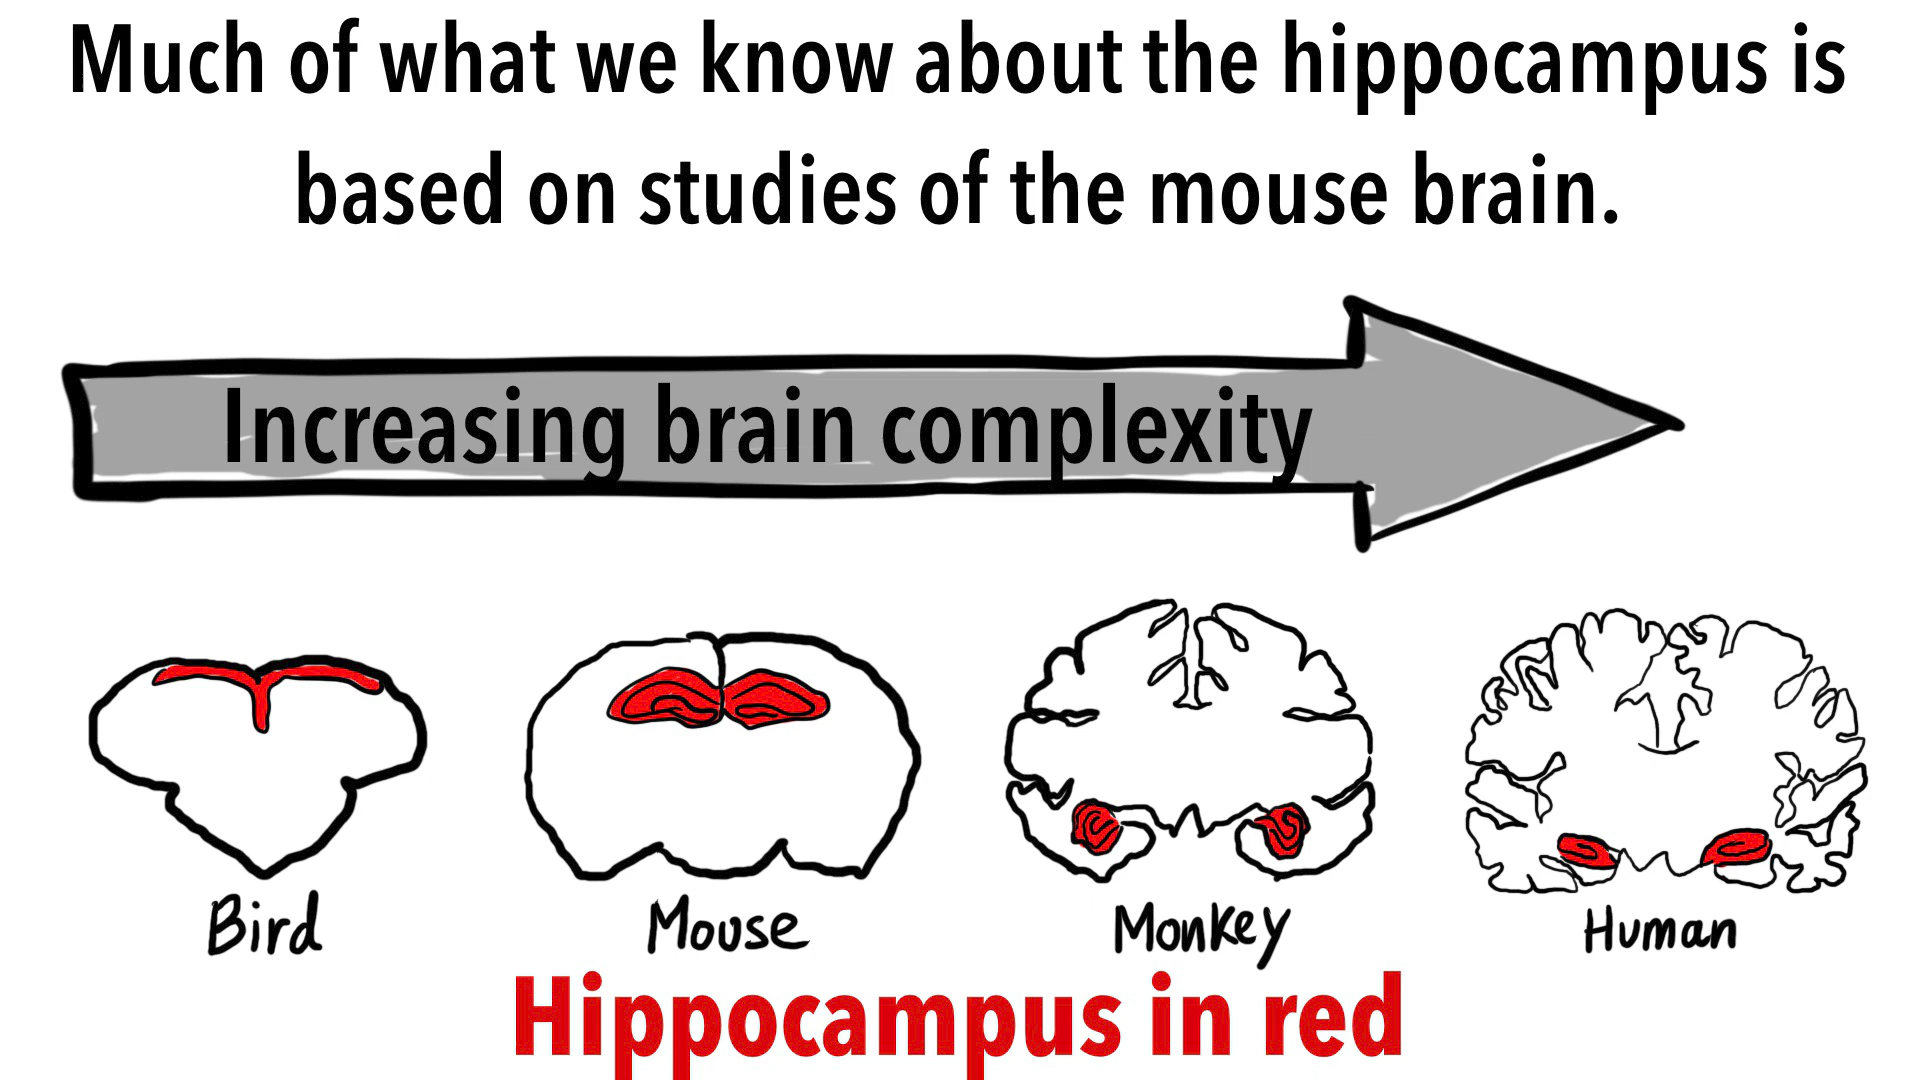 Much of what we know about the hippocampus is
based on studies of the mouse brain.
Increasing brain complexity
Bird
Mouse
Monkey
Human
Hippocampus in red